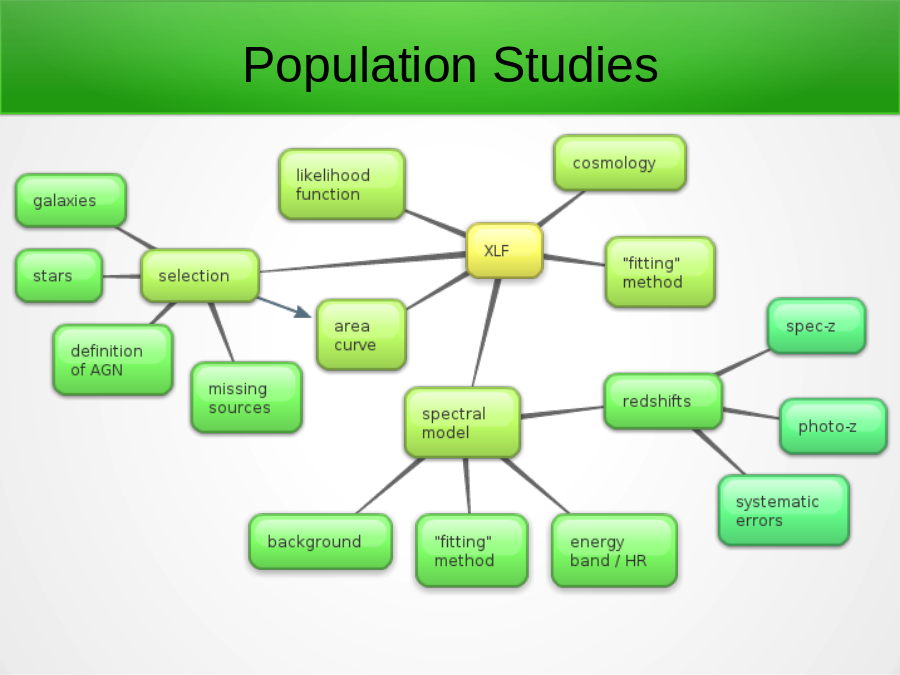 Population Studies
cosmology
likelihood
function
galaxies
XLF
"fitting"
method
stars
selection
area
curve
spec-z
definition
of AGN
missing
sources
redshifts
spectral
model
photo-z
systematic
errors
background
"fitting"
method
energy
band / HR